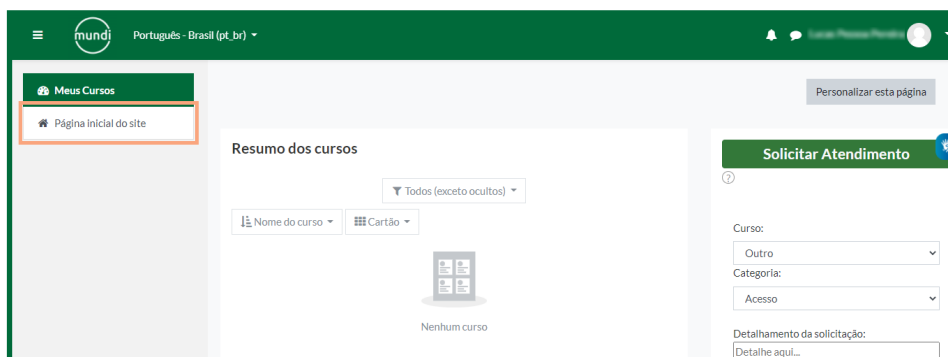 mundi
Português - Brasil (pt_br)
Meus Cursos
Página inicial do site
Personalizar esta página
Resumo dos cursos
Todos (exceto ocultos)
Nome do curso
Cartão
Nenhum curso
Solicitar Atendimento
Curso:
Outro
Categoria:
Acesso
Detalhamento da solicitação:
Detalhe aqui...